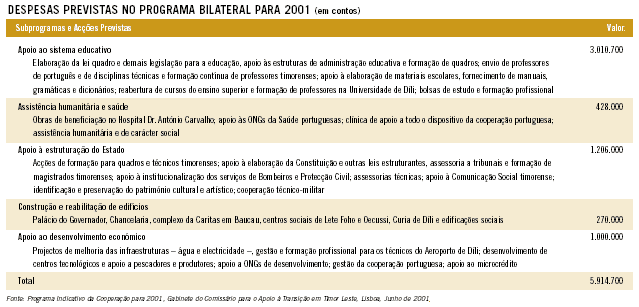 DESPESAS PREVISTAS NO PROGRAMA BILATERAL PARA 2001 (em contos)
Subprogramas e Acções Previstas Valor.
Apoio ao sistema educativo 3.010.700
Elaboração da lei quadro e demais legislação para a educação, apoio às estruturas de administração educativa e formação de quadros; envio de professores
de português e de disciplinas técnicas e formação contínua de professores timorenses; apoio à elaboração de materiais escolares, fornecimento de manuais,
gramáticas e dicionários; reabertura de cursos do ensino superior e formação de professores na Universidade de Díli; bolsas de estudo e formação profissional
Assistência humanitária e saúde 428.000
Obras de beneficiação no Hospital Dr. António Carvalho; apoio às ONGs da Saúde portuguesas; clínica de apoio a todo o dispositivo da cooperação portuguesa;
assistência humanitária e de carácter social
Apoio à estruturação do Estado 1.206.000
Acções de formação para quadros e técnicos timorenses; apoio à elaboração da Constituição e outras leis estruturantes, assessoria a tribunais e formação de
magistrados timorenses; apoio à institucionalização dos serviços de Bombeiros e Protecção Civil; assessorias técnicas; apoio à Comunicação Social timorense;
identificação e preservação do património cultural e artístico; cooperação técnico-militar
Construção e reabilitação de edifícios
Palácio do Governador, Chancelaria, complexo da Caritas em Baucau, centros sociais de Lete Foho e Oecussi, Curia de Díli e edificações sociais 270.000
Apoio ao desenvolvimento económico 1.000.000
Projectos de melhoria das infraestruturas – água e electricidade –, gestão e formação profissional para os técnicos do Aeroporto de Díli; desenvolvimento de
centros tecnológicos e apoio a pescadores e produtores; apoio a ONGs de desenvolvimento; gestão da cooperação portuguesa; apoio ao microcrédito
Total 5.914.700
Fonte: Programa Indicativo da Cooperação para 2001, Gabinete do Comissário para o Apoio à Transição em Timor Leste, Lisboa, Junho de 2001.